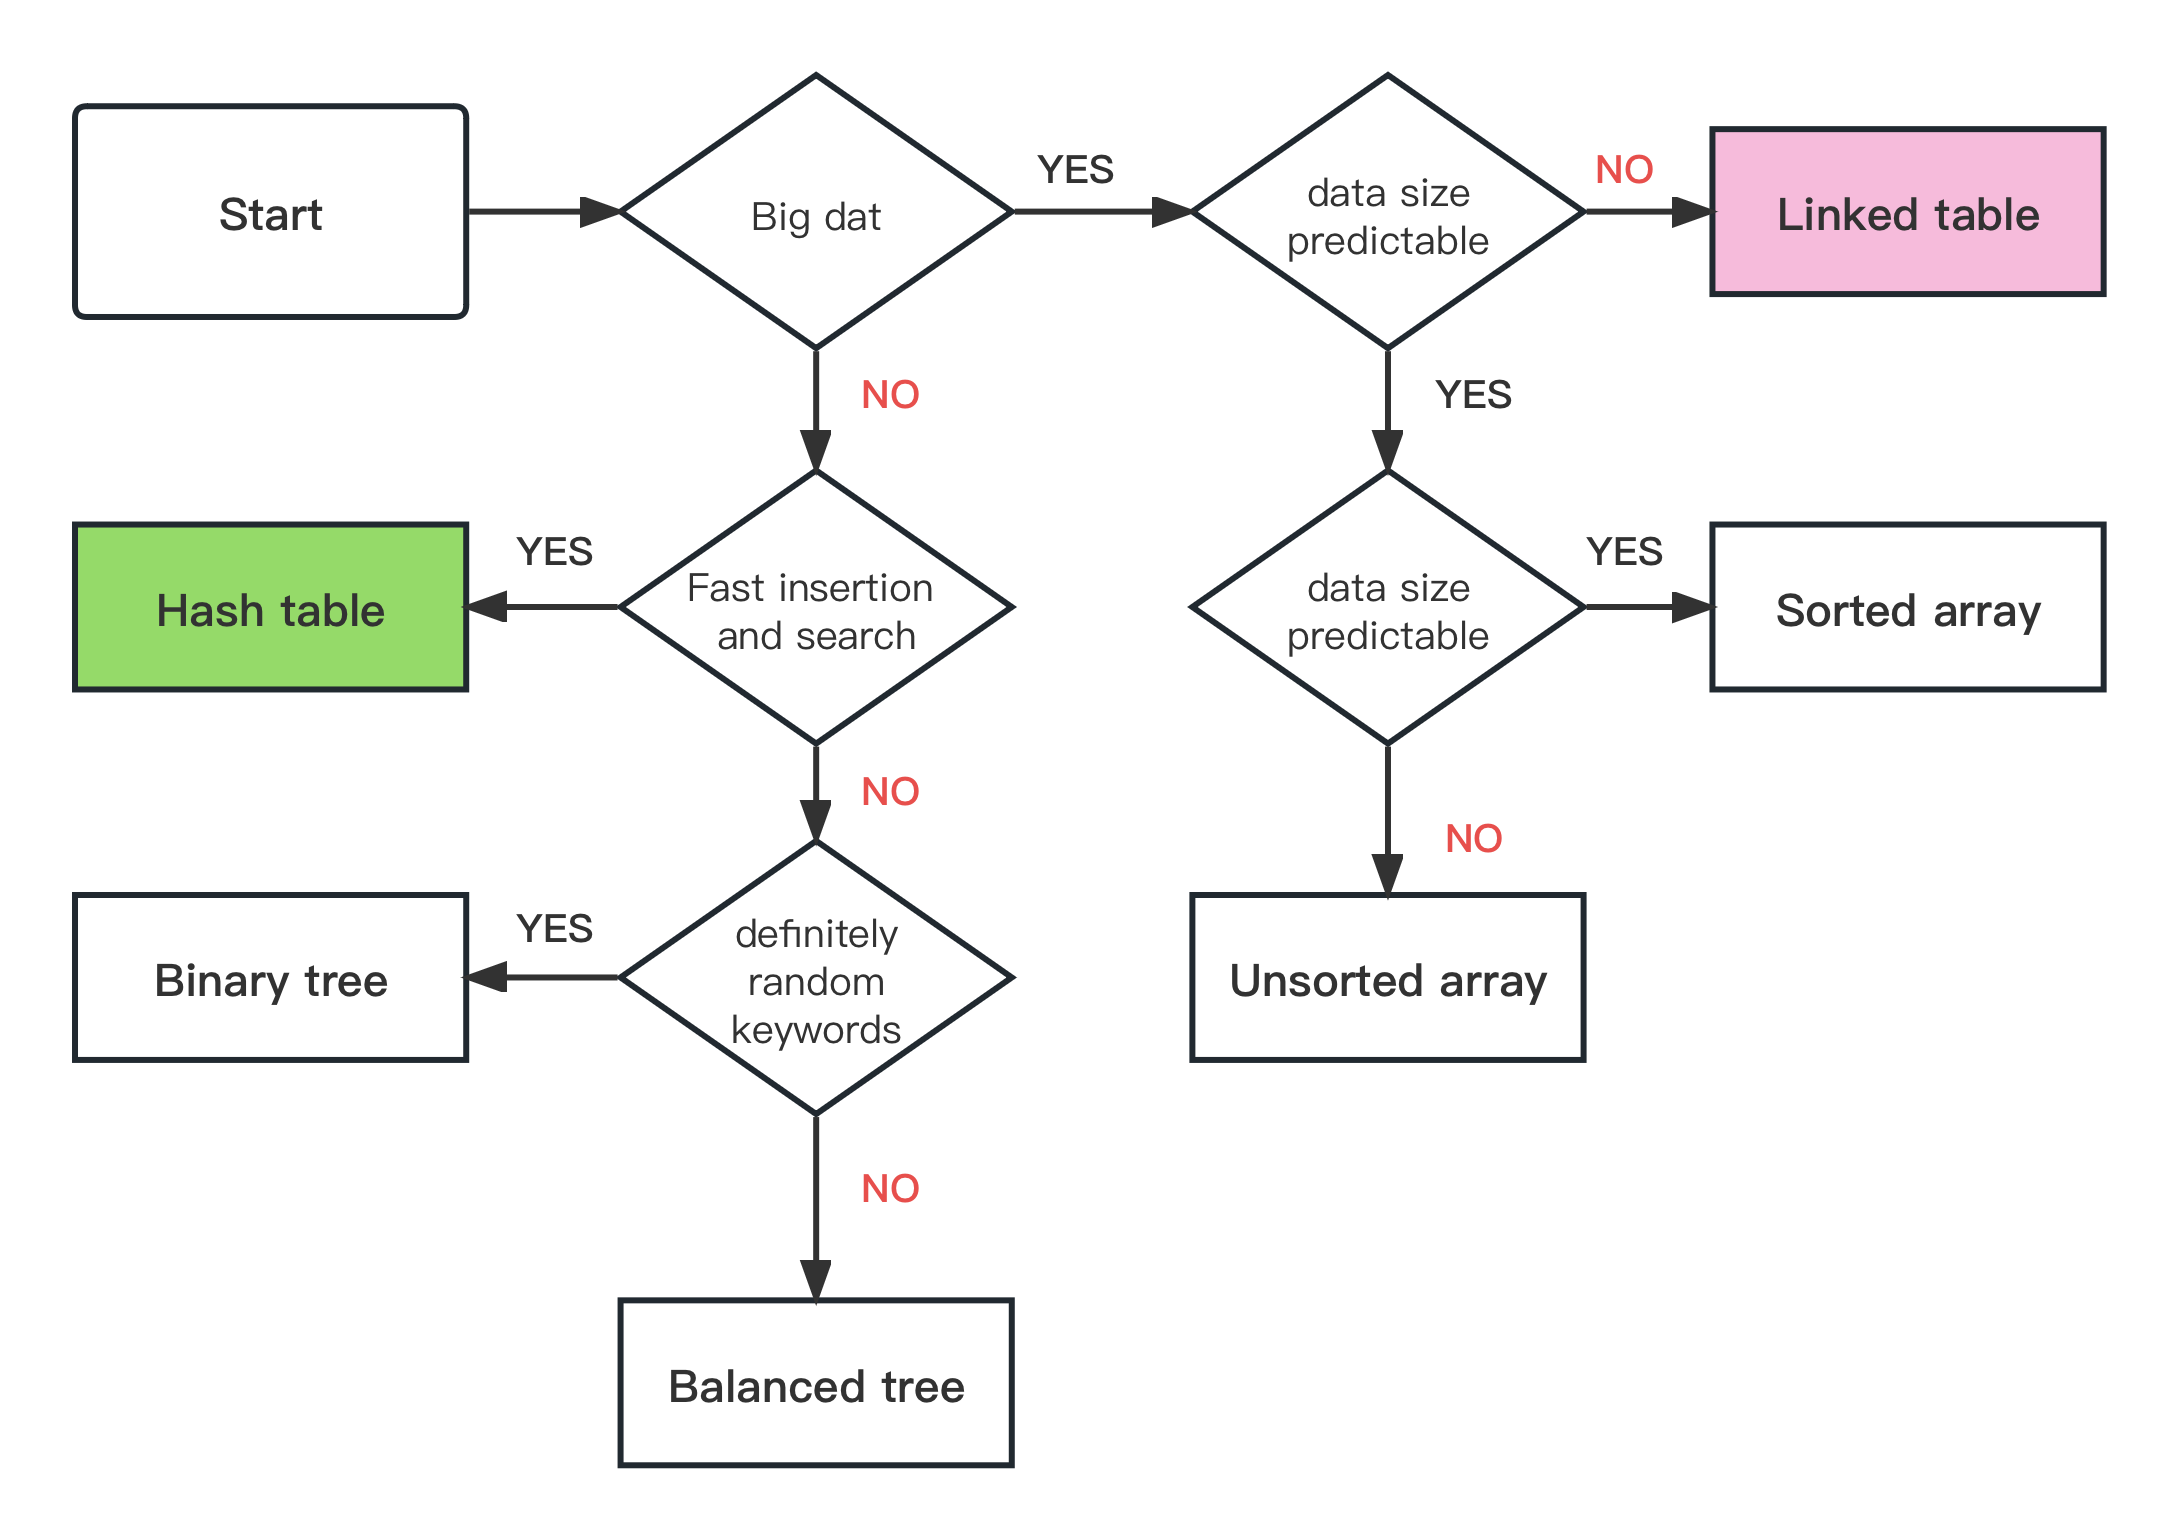 Start
Big dat
YES
data size
predictable
NO
Linked table
NO
YES
Hash table
YES
Fast insertion
and search
data size
predictable
YES
Sorted array
NO
NO
Binary tree
YES
definitely
random
keywords
Unsorted array
NO
Balanced tree